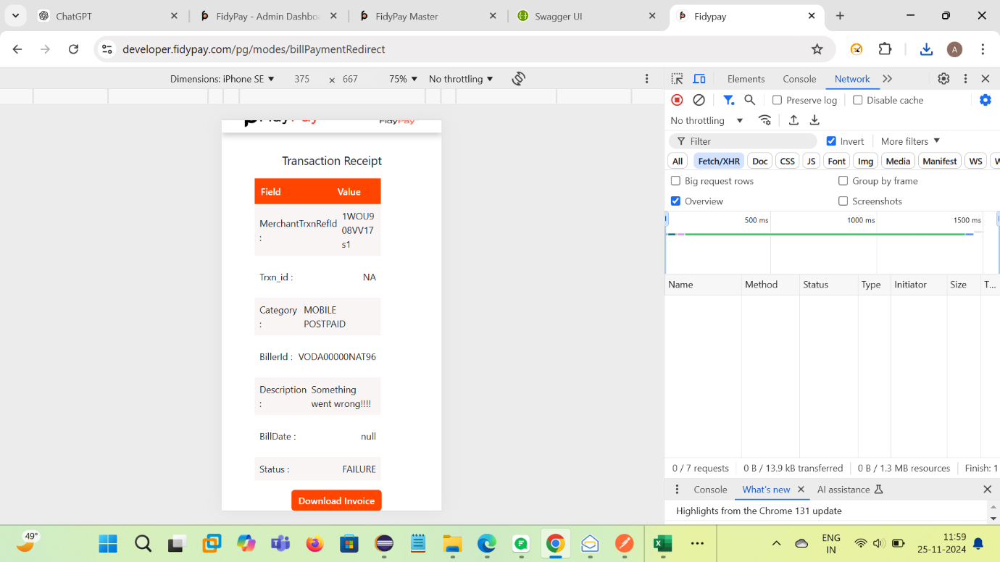 ChatGPT
FidyPay - Admin Dashbo
FidyPay Master
Swagger UI
Fidypay
developer.fidypay.com/pg/modes/billPaymentRedirect
A
Dimensions: iPhone SE 375 × 667 75% No throttling
Elements Console Network
Preserve log Disable cache
No throttling
Filter Invert More filters
All Fetch/XHR Doc CSS JS Font Img Media Manifest WS W
Big request rows Group by frame
Overview Screenshots
500 ms 1000 ms 1500 ms
Name Method Status Type Initiator Size T...
0 / 7 requests 0 B / 13.9 kB transferred 0 B / 1.3 MB resources Finish: 1
Console What's new AI assistance
Highlights from the Chrome 131 update
FidyPay
Transaction Receipt
Field Value
MerchantTrxnRefId
:
1WOU9
08VV17
s1
Trxn_id : NA
Category
:
MOBILE
POSTPAID
BillerId : VODA00000NAT96
Description
:
Something
went wrong!!!!
BillDate : null
Status : FAILURE
Download Invoice
49°
ENG
IN
11:59
25-11-2024